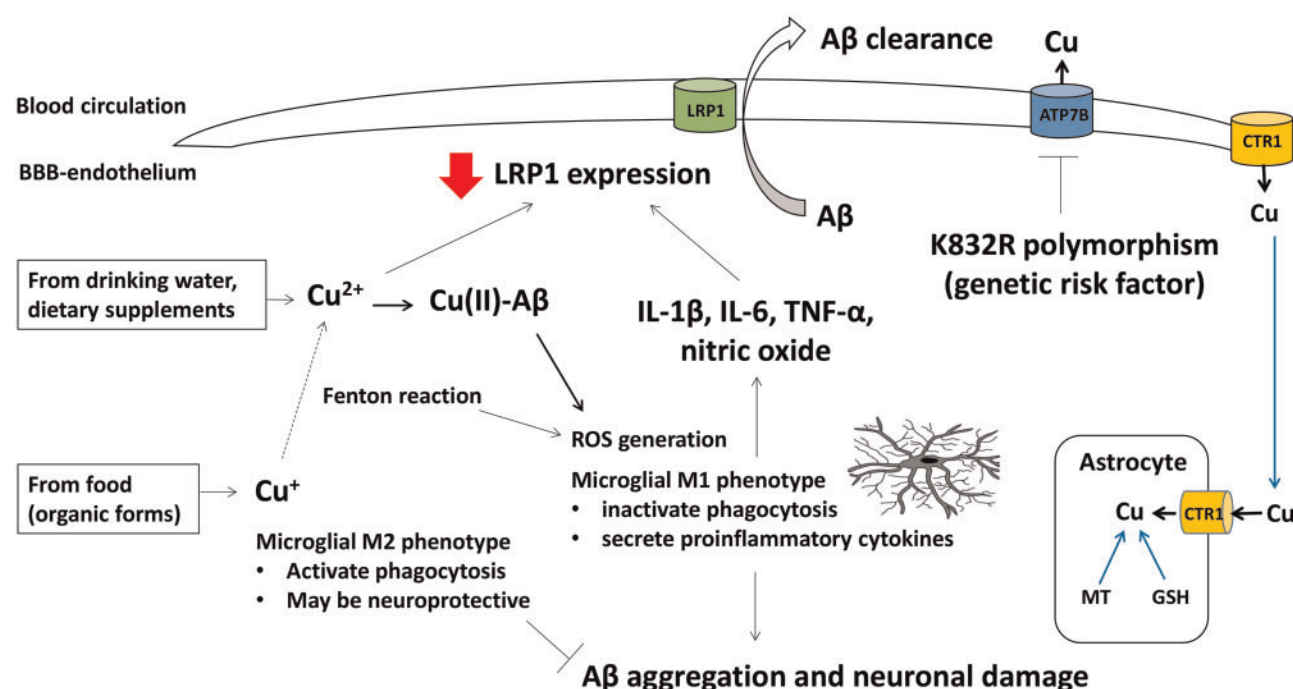 Aβ clearance
Cu
Blood circulation
LRP1
ATP7B
CTR1
BBB-endothelium
LRP1 expression
Aβ
Cu
K832R polymorphism
(genetic risk factor)
From drinking water,
dietary supplements
Cu²⁺
Cu(II)-Aβ
IL-1β, IL-6, TNF-α,
nitric oxide
Fenton reaction
ROS generation
From food
(organic forms)
Cu⁺
Microglial M1 phenotype
• inactivate phagocytosis
• secrete proinflammatory cytokines
Microglial M2 phenotype
• Activate phagocytosis
• May be neuroprotective
Astrocyte
Cu
CTR1
Cu
MT
GSH
Aβ aggregation and neuronal damage